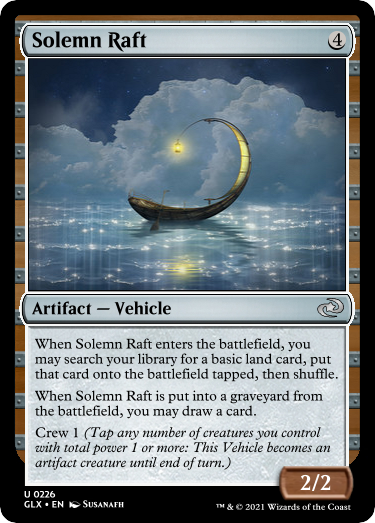 Solemn Raft 4
Artifact — Vehicle
When Solemn Raft enters the battlefield, you
may search your library for a basic land card, put
that card onto the battlefield tapped, then shuffle.
When Solemn Raft is put into a graveyard from
the battlefield, you may draw a card.
Crew 1 (Tap any number of creatures you control
with total power 1 or more: This Vehicle becomes an
artifact creature until end of turn.)
2/2
U 0226
GLX • EN Susanafh
™ & © 2021 Wizards of the Coast